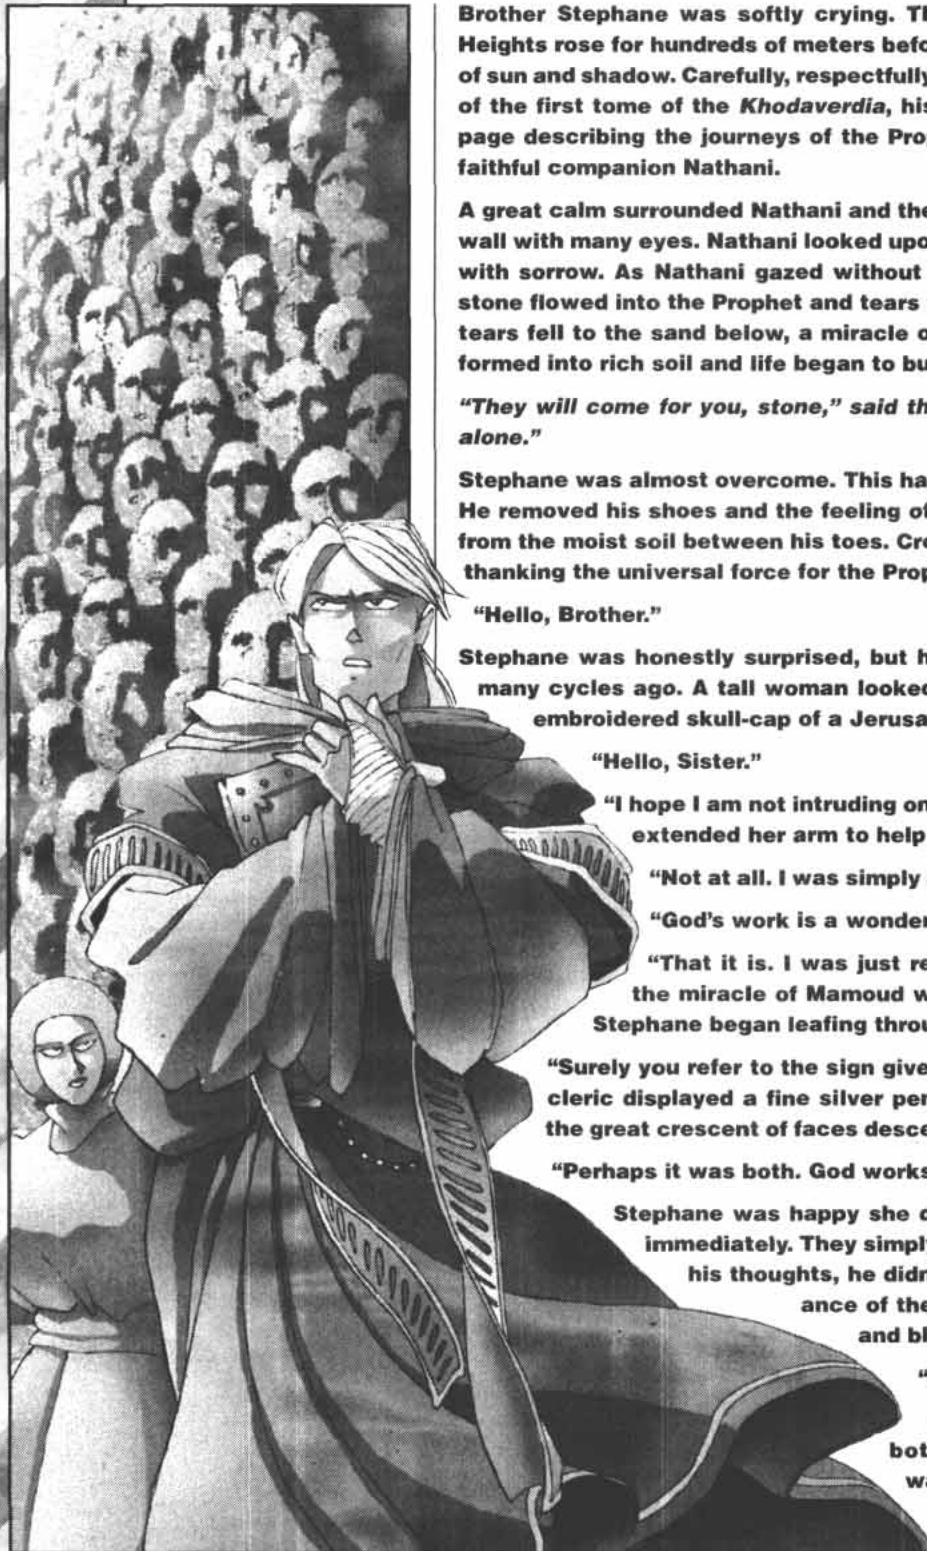 Brother Stephane was softly crying. Th
Heights rose for hundreds of meters befo
of sun and shadow. Carefully, respectfully
of the first tome of the Khodaverdia, his
page describing the journeys of the Prop
faithful companion Nathani.
A great calm surrounded Nathani and the
wall with many eyes. Nathani looked upo
with sorrow. As Nathani gazed without
stone flowed into the Prophet and tears
tears fell to the sand below, a miracle o
formed into rich soil and life began to bu
“They will come for you, stone,” said th
alone.”
Stephane was almost overcome. This ha
He removed his shoes and the feeling of
from the moist soil between his toes. Cre
thanking the universal force for the Prop
“Hello, Brother.”
Stephane was honestly surprised, but h
many cycles ago. A tall woman looked
embroidered skull-cap of a Jerusa
“Hello, Sister.”
“I hope I am not intruding on
extended her arm to help
“Not at all. I was simply
“God's work is a wonder
“That it is. I was just re
the miracle of Mamoud w
Stephane began leafing throu
“Surely you refer to the sign give
cleric displayed a fine silver pen
the great crescent of faces desce
“Perhaps it was both. God works
Stephane was happy she d
immediately. They simpl
his thoughts, he didn
ance of the
and bl
“
bot
wa